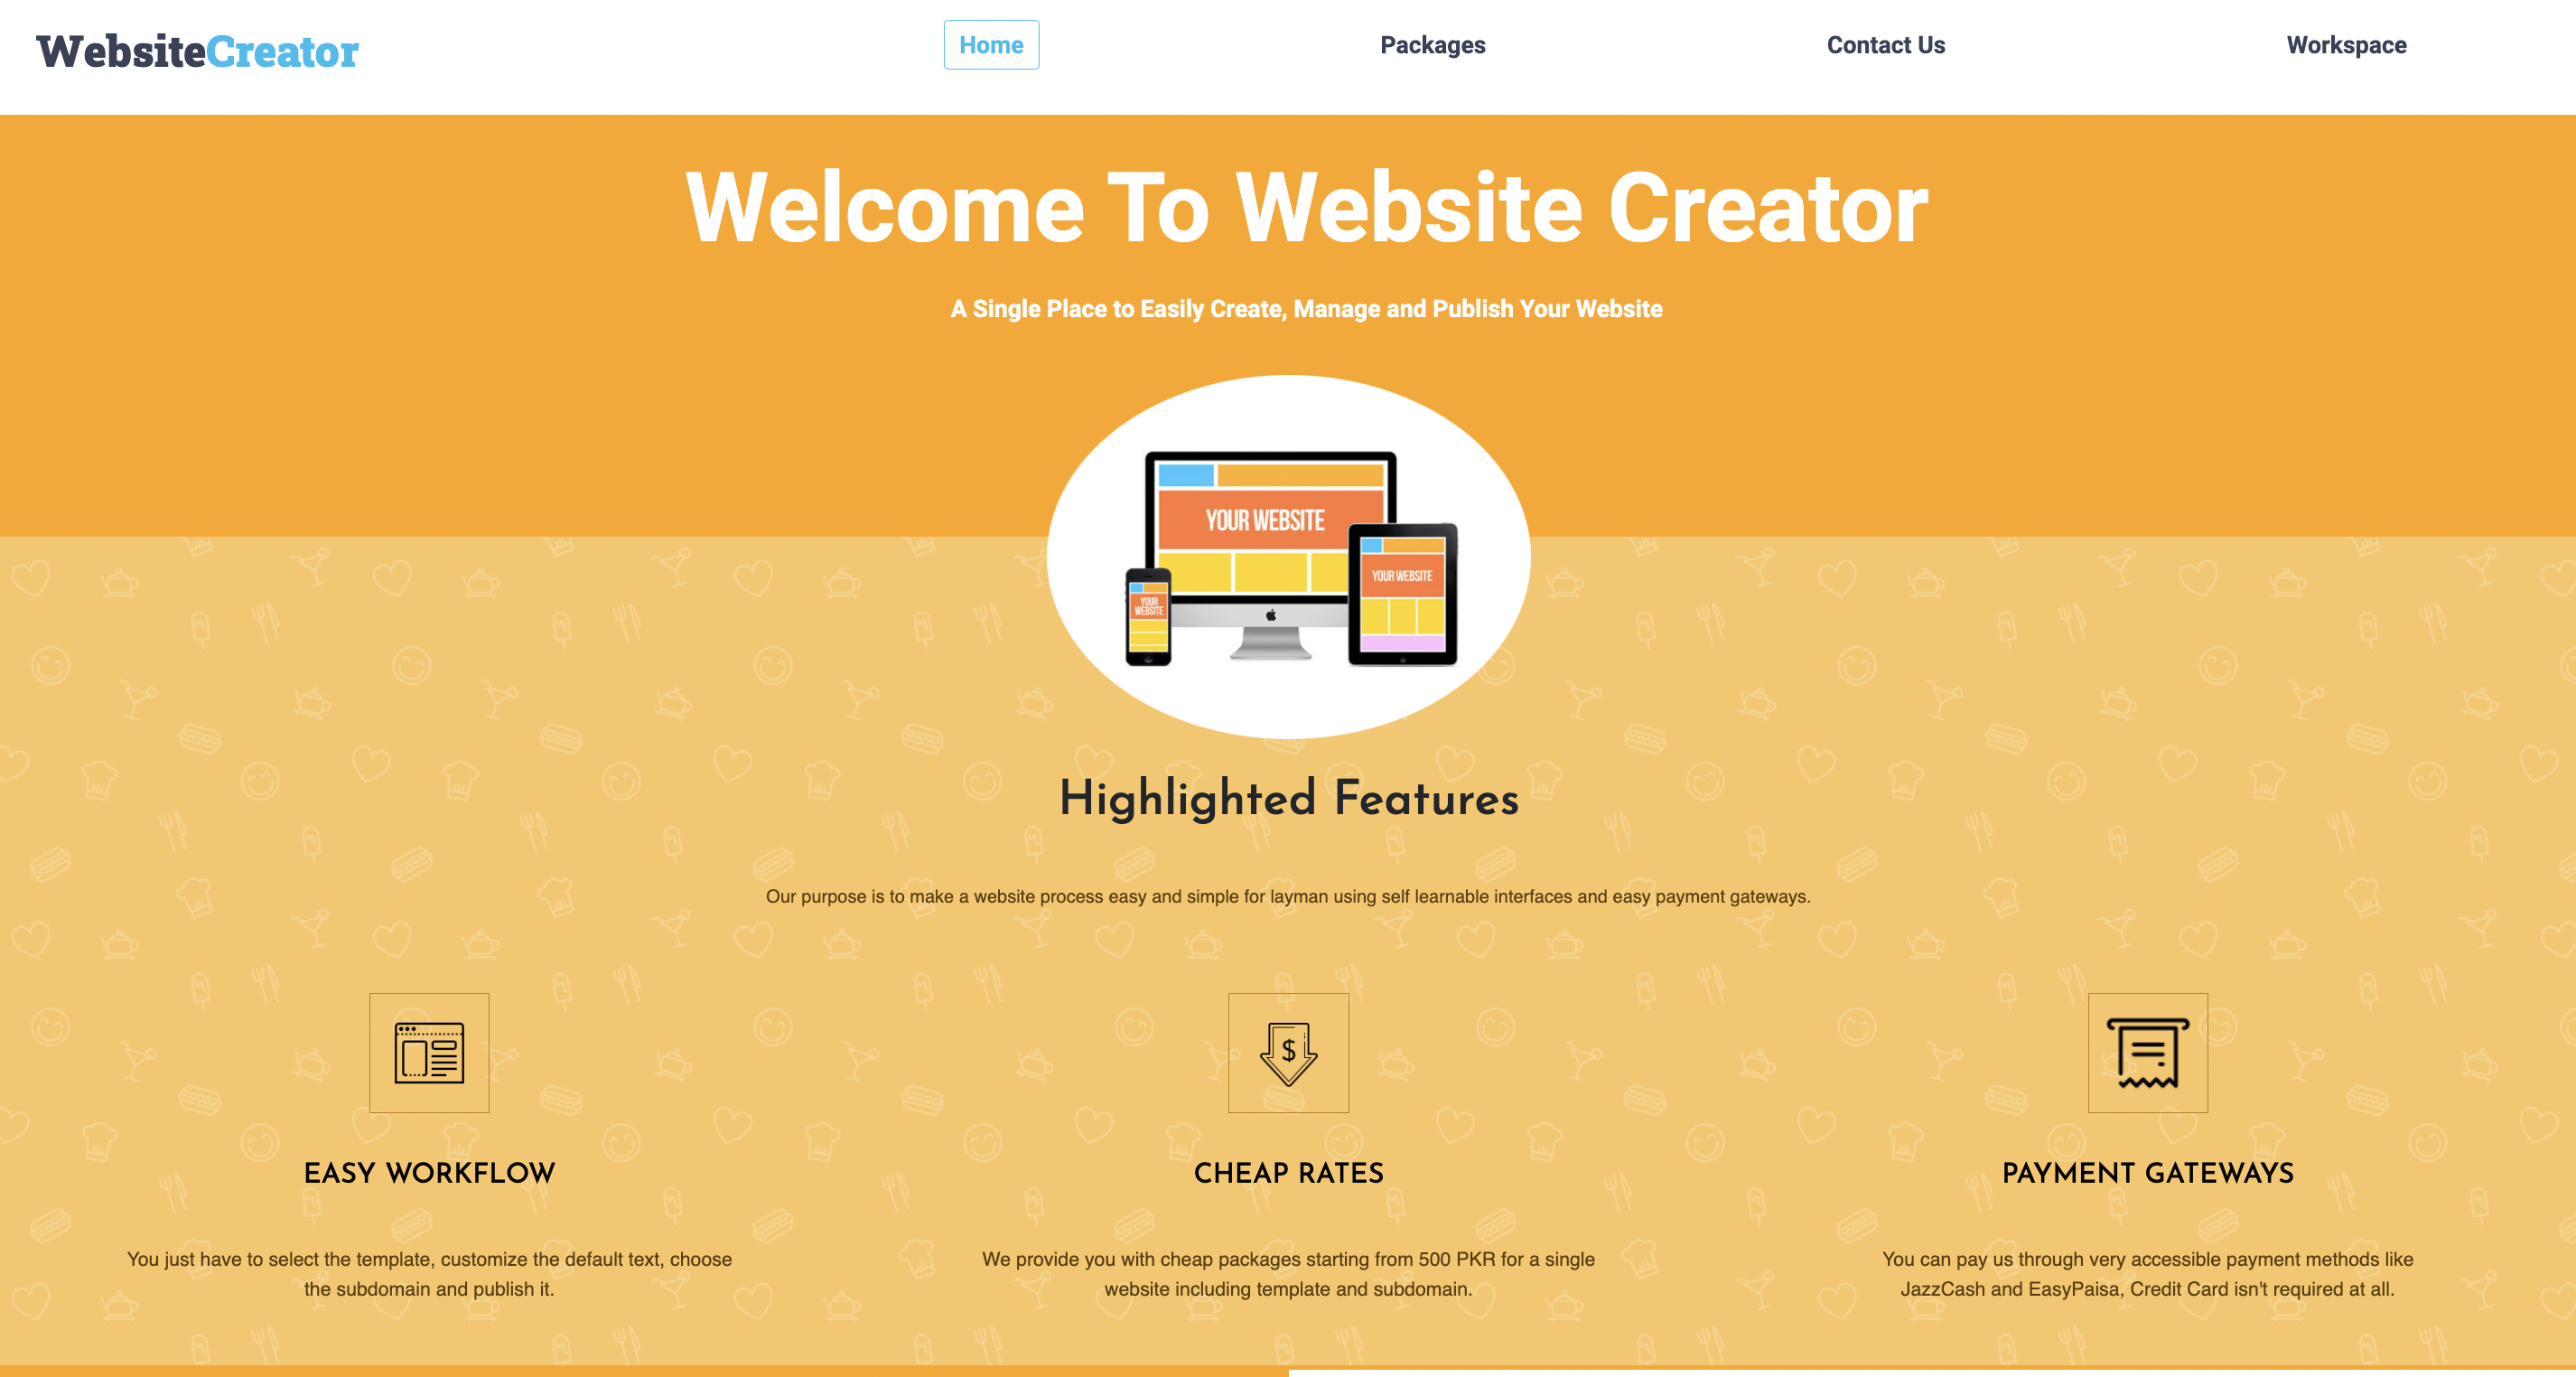 WebsiteCreator
Home
Packages
Contact Us
Workspace
Welcome To Website Creator
A Single Place to Easily Create, Manage and Publish Your Website
YOUR WEBSITE
YOUR WEBSITE
YOUR
WEBSITE
Highlighted Features
Our purpose is to make a website process easy and simple for layman using self learnable interfaces and easy payment gateways.
$
EASY WORKFLOW
CHEAP RATES
PAYMENT GATEWAYS
You just have to select the template, customize the default text, choose
the subdomain and publish it.
We provide you with cheap packages starting from 500 PKR for a single
website including template and subdomain.
You can pay us through very accessible payment methods like
JazzCash and EasyPaisa, Credit Card isn't required at all.